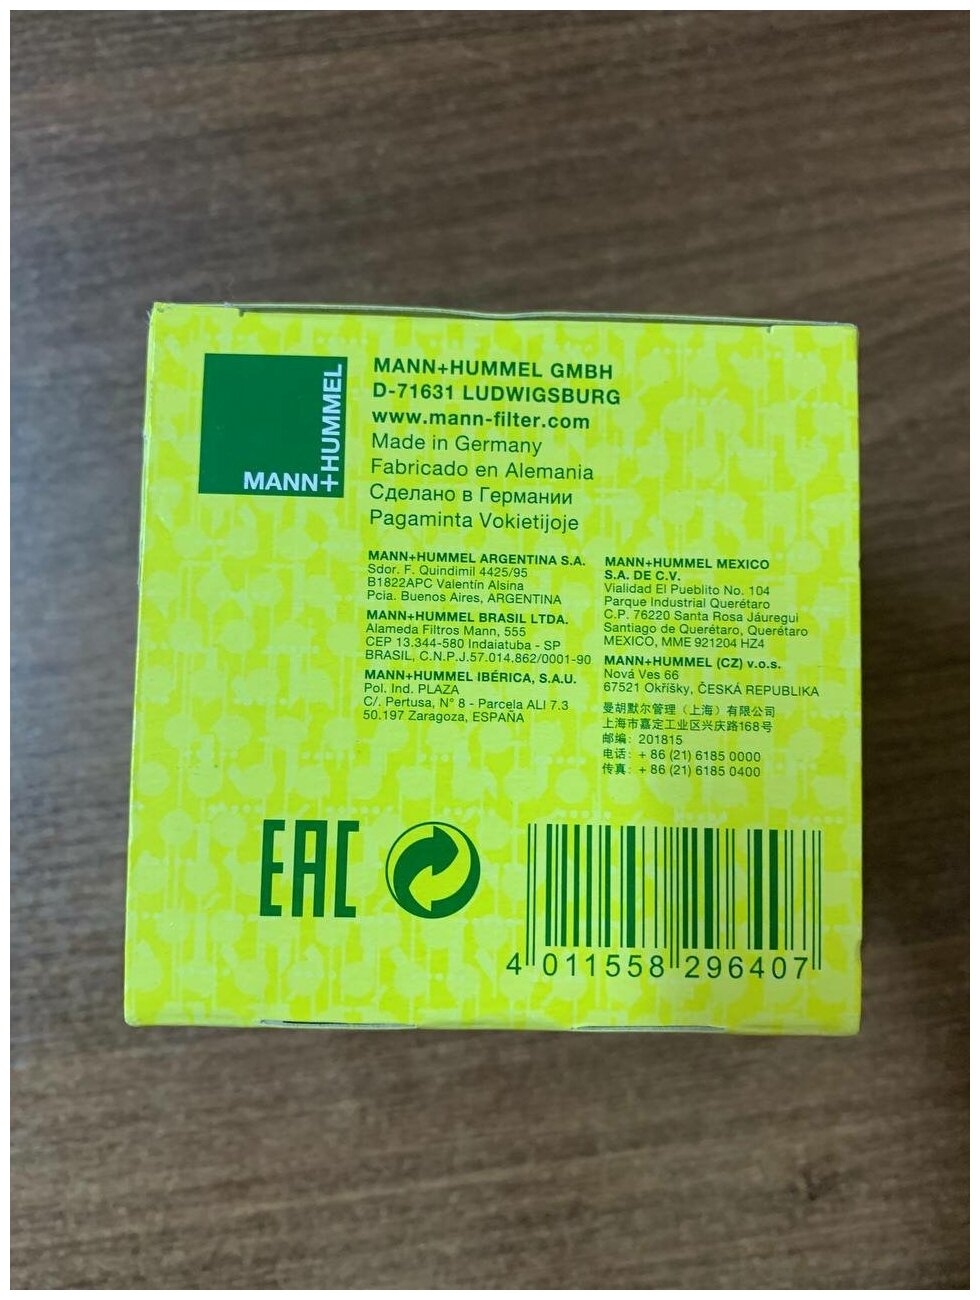 MANN+HUMMEL
MANN+HUMMEL GMBH
D-71631 LUDWIGSBURG
www.mann-filter.com
Made in Germany
Fabricado en Alemania
Сделано в Германии
Pagaminta Vokietijoje
MANN+HUMMEL ARGENTINA S.A.
Sdor. F. Quindimil 4425/95
B1822APC Valentín Alsina
Pcia. Buenos Aires, ARGENTINA
MANN+HUMMEL BRASIL LTDA.
Alameda Filtros Mann, 555
CEP 13.344-580 Indaiatuba - SP
BRASIL, C.N.P.J.57.014.862/0001-90
MANN+HUMMEL IBÉRICA, S.A.U.
Pol. Ind. PLAZA
C/. Pertusa, N° 8 - Parcela ALI 7.3
50.197 Zaragoza, ESPAÑA
MANN+HUMMEL MEXICO
S.A. DE C.V.
Vialidad El Pueblito No. 104
Parque Industrial Querétaro
C.P. 76220 Santa Rosa Jáuregui
Santiago de Querétaro, Querétaro
MEXICO, MME 921204 HZ4
MANN+HUMMEL (CZ) v.o.s.
Nová Ves 66
67521 Okříšky, ČESKÁ REPUBLIKA
曼胡默尔管理（上海）有限公司
上海市嘉定工业区兴庆路168号
邮编: 201815
电话: + 86 (21) 6185 0000
传真: + 86 (21) 6185 0400
EAC
4 011558 296407